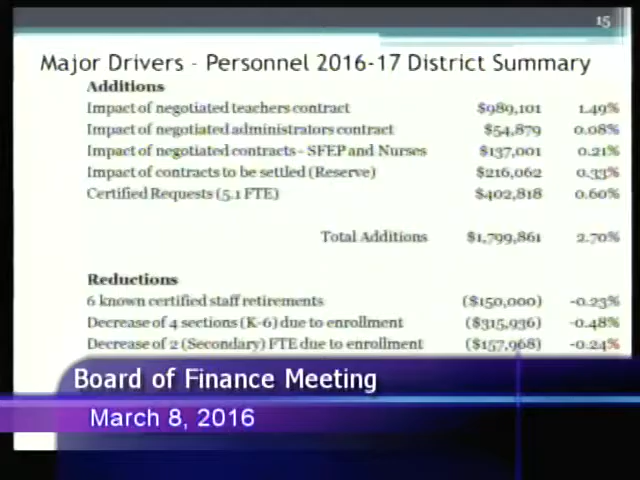 15
Major Drivers - Personnel 2016-17 District Summary
Additions
Impact of negotiated teachers contract $989,101 1.49%
Impact of negotiated administrators contract $54,879 0.08%
Impact of negotiated contracts - SFEP and Nurses $137,001 0.21%
Impact of contracts to be settled (Reserve) $216,062 0.33%
Certified Requests (5.1 FTE) $402,818 0.60%
Total Additions $1,799,861 2.70%
Reductions
6 known certified staff retirements ($150,000) -0.23%
Decrease of 4 sections (K-6) due to enrollment ($315,936) -0.48%
Decrease of 2 (Secondary) FTE due to enrollment ($157,968) -0.24%
Board of Finance Meeting
March 8, 2016